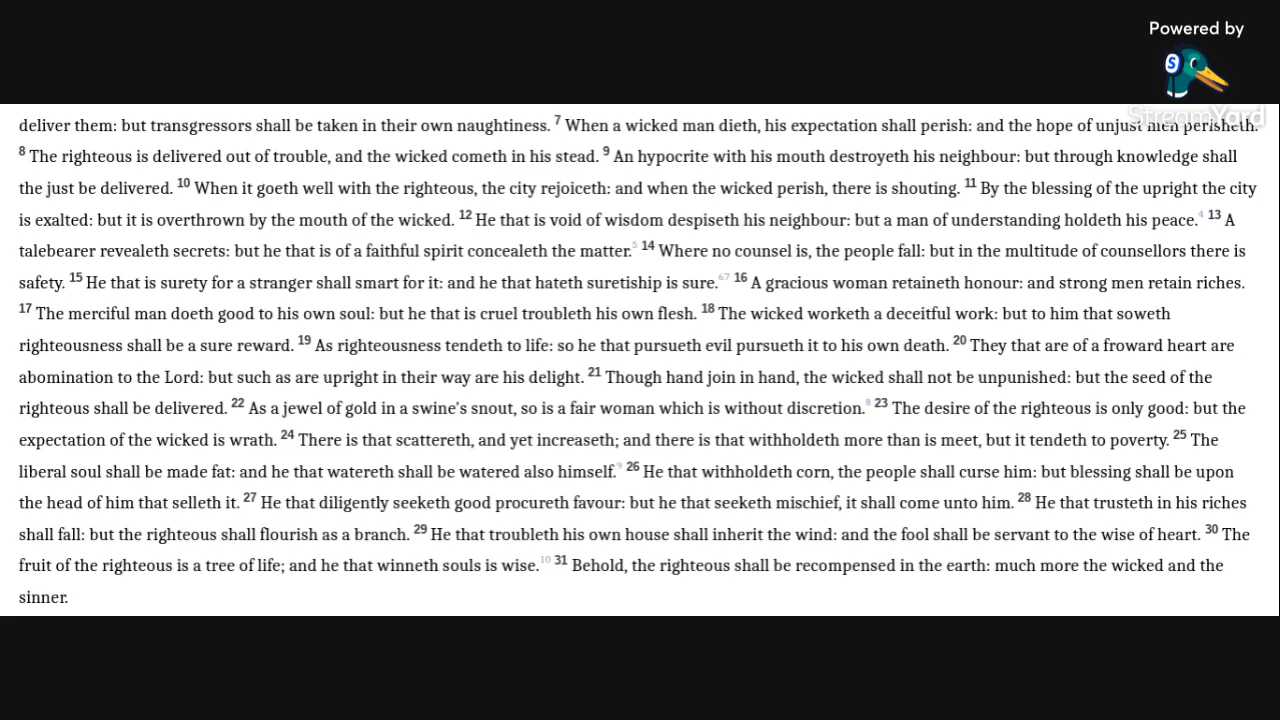 Powered by
S
StreamYard
deliver them: but transgressors shall be taken in their own naughtiness. 7 When a wicked man dieth, his expectation shall perish: and the hope of unjust men perisheth.
8 The righteous is delivered out of trouble, and the wicked cometh in his stead. 9 An hypocrite with his mouth destroyeth his neighbour: but through knowledge shall
the just be delivered. 10 When it goeth well with the righteous, the city rejoiceth: and when the wicked perish, there is shouting. 11 By the blessing of the upright the city
is exalted: but it is overthrown by the mouth of the wicked. 12 He that is void of wisdom despiseth his neighbour: but a man of understanding holdeth his peace.4 13 A
talebearer revealeth secrets: but he that is of a faithful spirit concealeth the matter.5 14 Where no counsel is, the people fall: but in the multitude of counsellors there is
safety. 15 He that is surety for a stranger shall smart for it: and he that hateth suretiship is sure.67 16 A gracious woman retaineth honour: and strong men retain riches.
17 The merciful man doeth good to his own soul: but he that is cruel troubleth his own flesh. 18 The wicked worketh a deceitful work: but to him that soweth
righteousness shall be a sure reward. 19 As righteousness tendeth to life: so he that pursueth evil pursueth it to his own death. 20 They that are of a froward heart are
abomination to the Lord: but such as are upright in their way are his delight. 21 Though hand join in hand, the wicked shall not be unpunished: but the seed of the
righteous shall be delivered. 22 As a jewel of gold in a swine's snout, so is a fair woman which is without discretion.8 23 The desire of the righteous is only good: but the
expectation of the wicked is wrath. 24 There is that scattereth, and yet increaseth; and there is that withholdeth more than is meet, but it tendeth to poverty. 25 The
liberal soul shall be made fat: and he that watereth shall be watered also himself.9 26 He that withholdeth corn, the people shall curse him: but blessing shall be upon
the head of him that selleth it. 27 He that diligently seeketh good procureth favour: but he that seeketh mischief, it shall come unto him. 28 He that trusteth in his riches
shall fall: but the righteous shall flourish as a branch. 29 He that troubleth his own house shall inherit the wind: and the fool shall be servant to the wise of heart. 30 The
fruit of the righteous is a tree of life; and he that winneth souls is wise.10 31 Behold, the righteous shall be recompensed in the earth: much more the wicked and the
sinner.